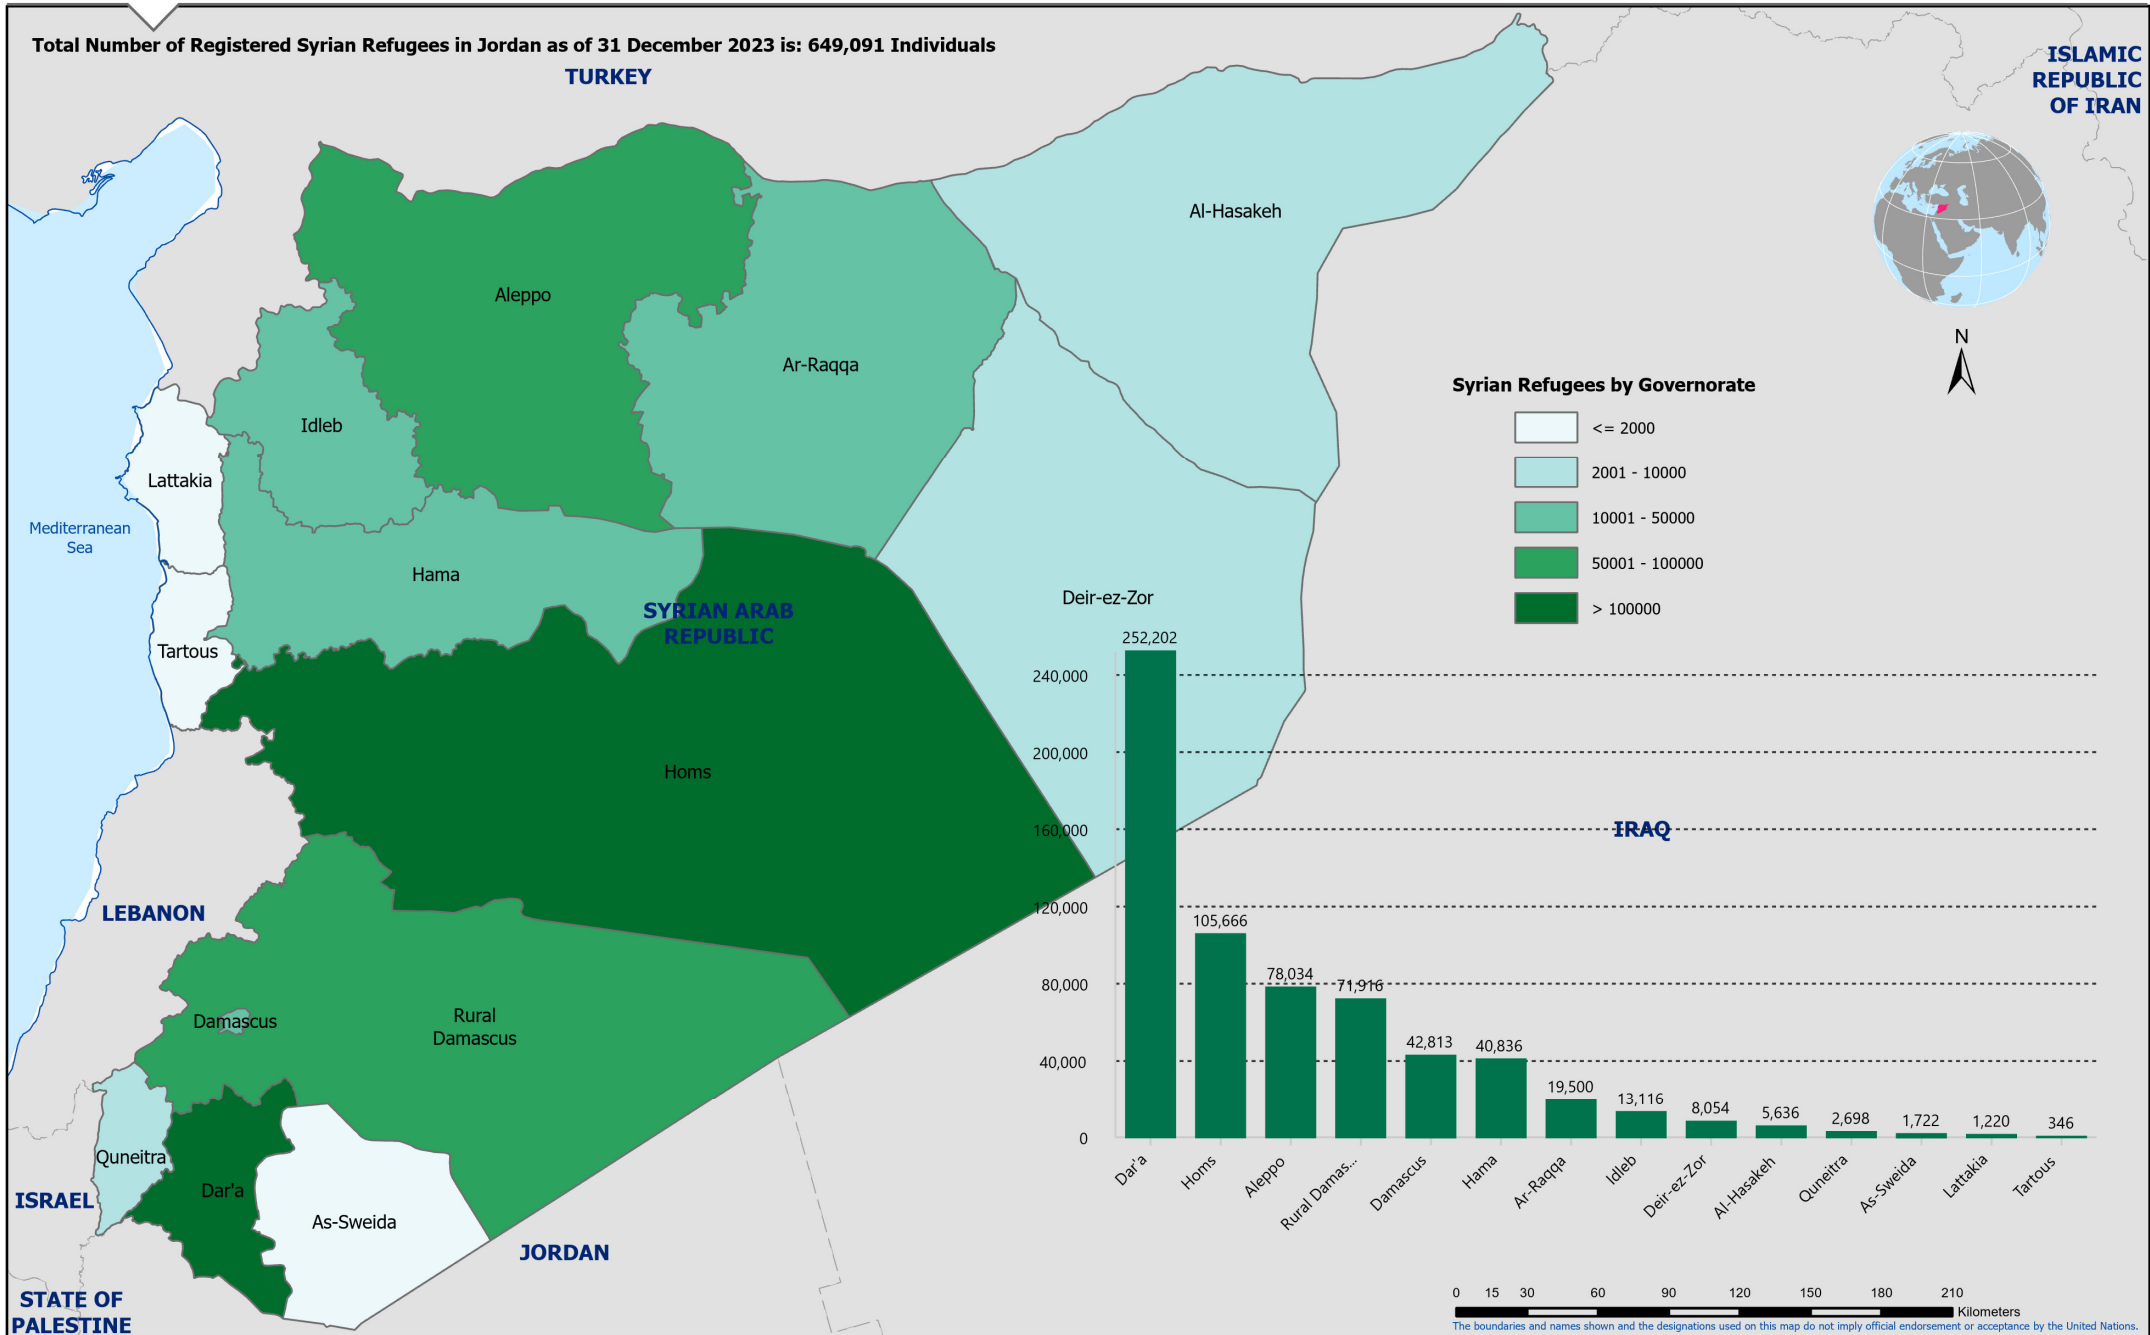 Total Number of Registered Syrian Refugees in Jordan as of 31 December 2023 is: 649,091 Individuals
TURKEY
ISLAMIC
REPUBLIC
OF IRAN
Al-Hasakeh
Aleppo
Ar-Raqqa
Idleb
Lattakia
Mediterranean
Sea
Hama
SYRIAN ARAB
REPUBLIC
Deir-ez-Zor
Tartous
Homs
LEBANON
IRAQ
Damascus
Rural
Damascus
Quneitra
Dar'a
ISRAEL
As-Sweida
JORDAN
STATE OF
PALESTINE
N
Syrian Refugees by Governorate
<= 2000
2001 - 10000
10001 - 50000
50001 - 100000
> 100000
252,202
105,666
78,034
71,916
42,813
40,836
19,500
13,116
8,054
5,636
2,698
1,722
1,220
346
240,000
200,000
160,000
120,000
80,000
40,000
0
Dar'a
Homs
Aleppo
Rural Damas...
Damascus
Hama
Ar-Raqqa
Idleb
Deir-ez-Zor
Al-Hasakeh
Quneitra
As-Sweida
Lattakia
Tartous
0 15 30 60 90 120 150 180 210
Kilometers
The boundaries and names shown and the designations used on this map do not imply official endorsement or acceptance by the United Nations.